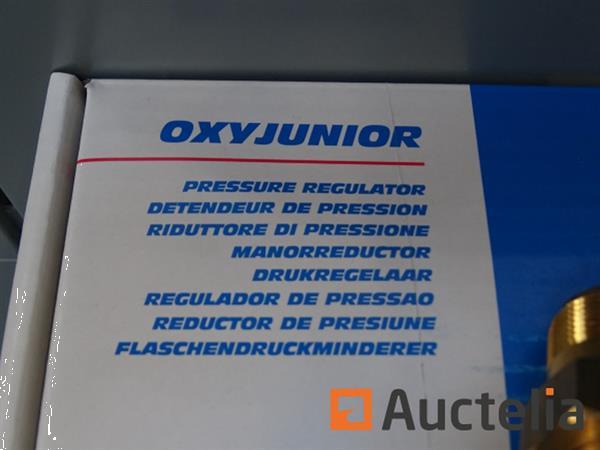 OXYJUNIOR
PRESSURE REGULATOR
DETENDEUR DE PRESSION
RIDUTTORE DI PRESSIONE
MANORREDUCTOR
DRUKREGELAAR
REGULADOR DE PRESSAO
REDUCTOR DE PRESIUNE
FLASCHENDRUCKMINDERER
Auctelia